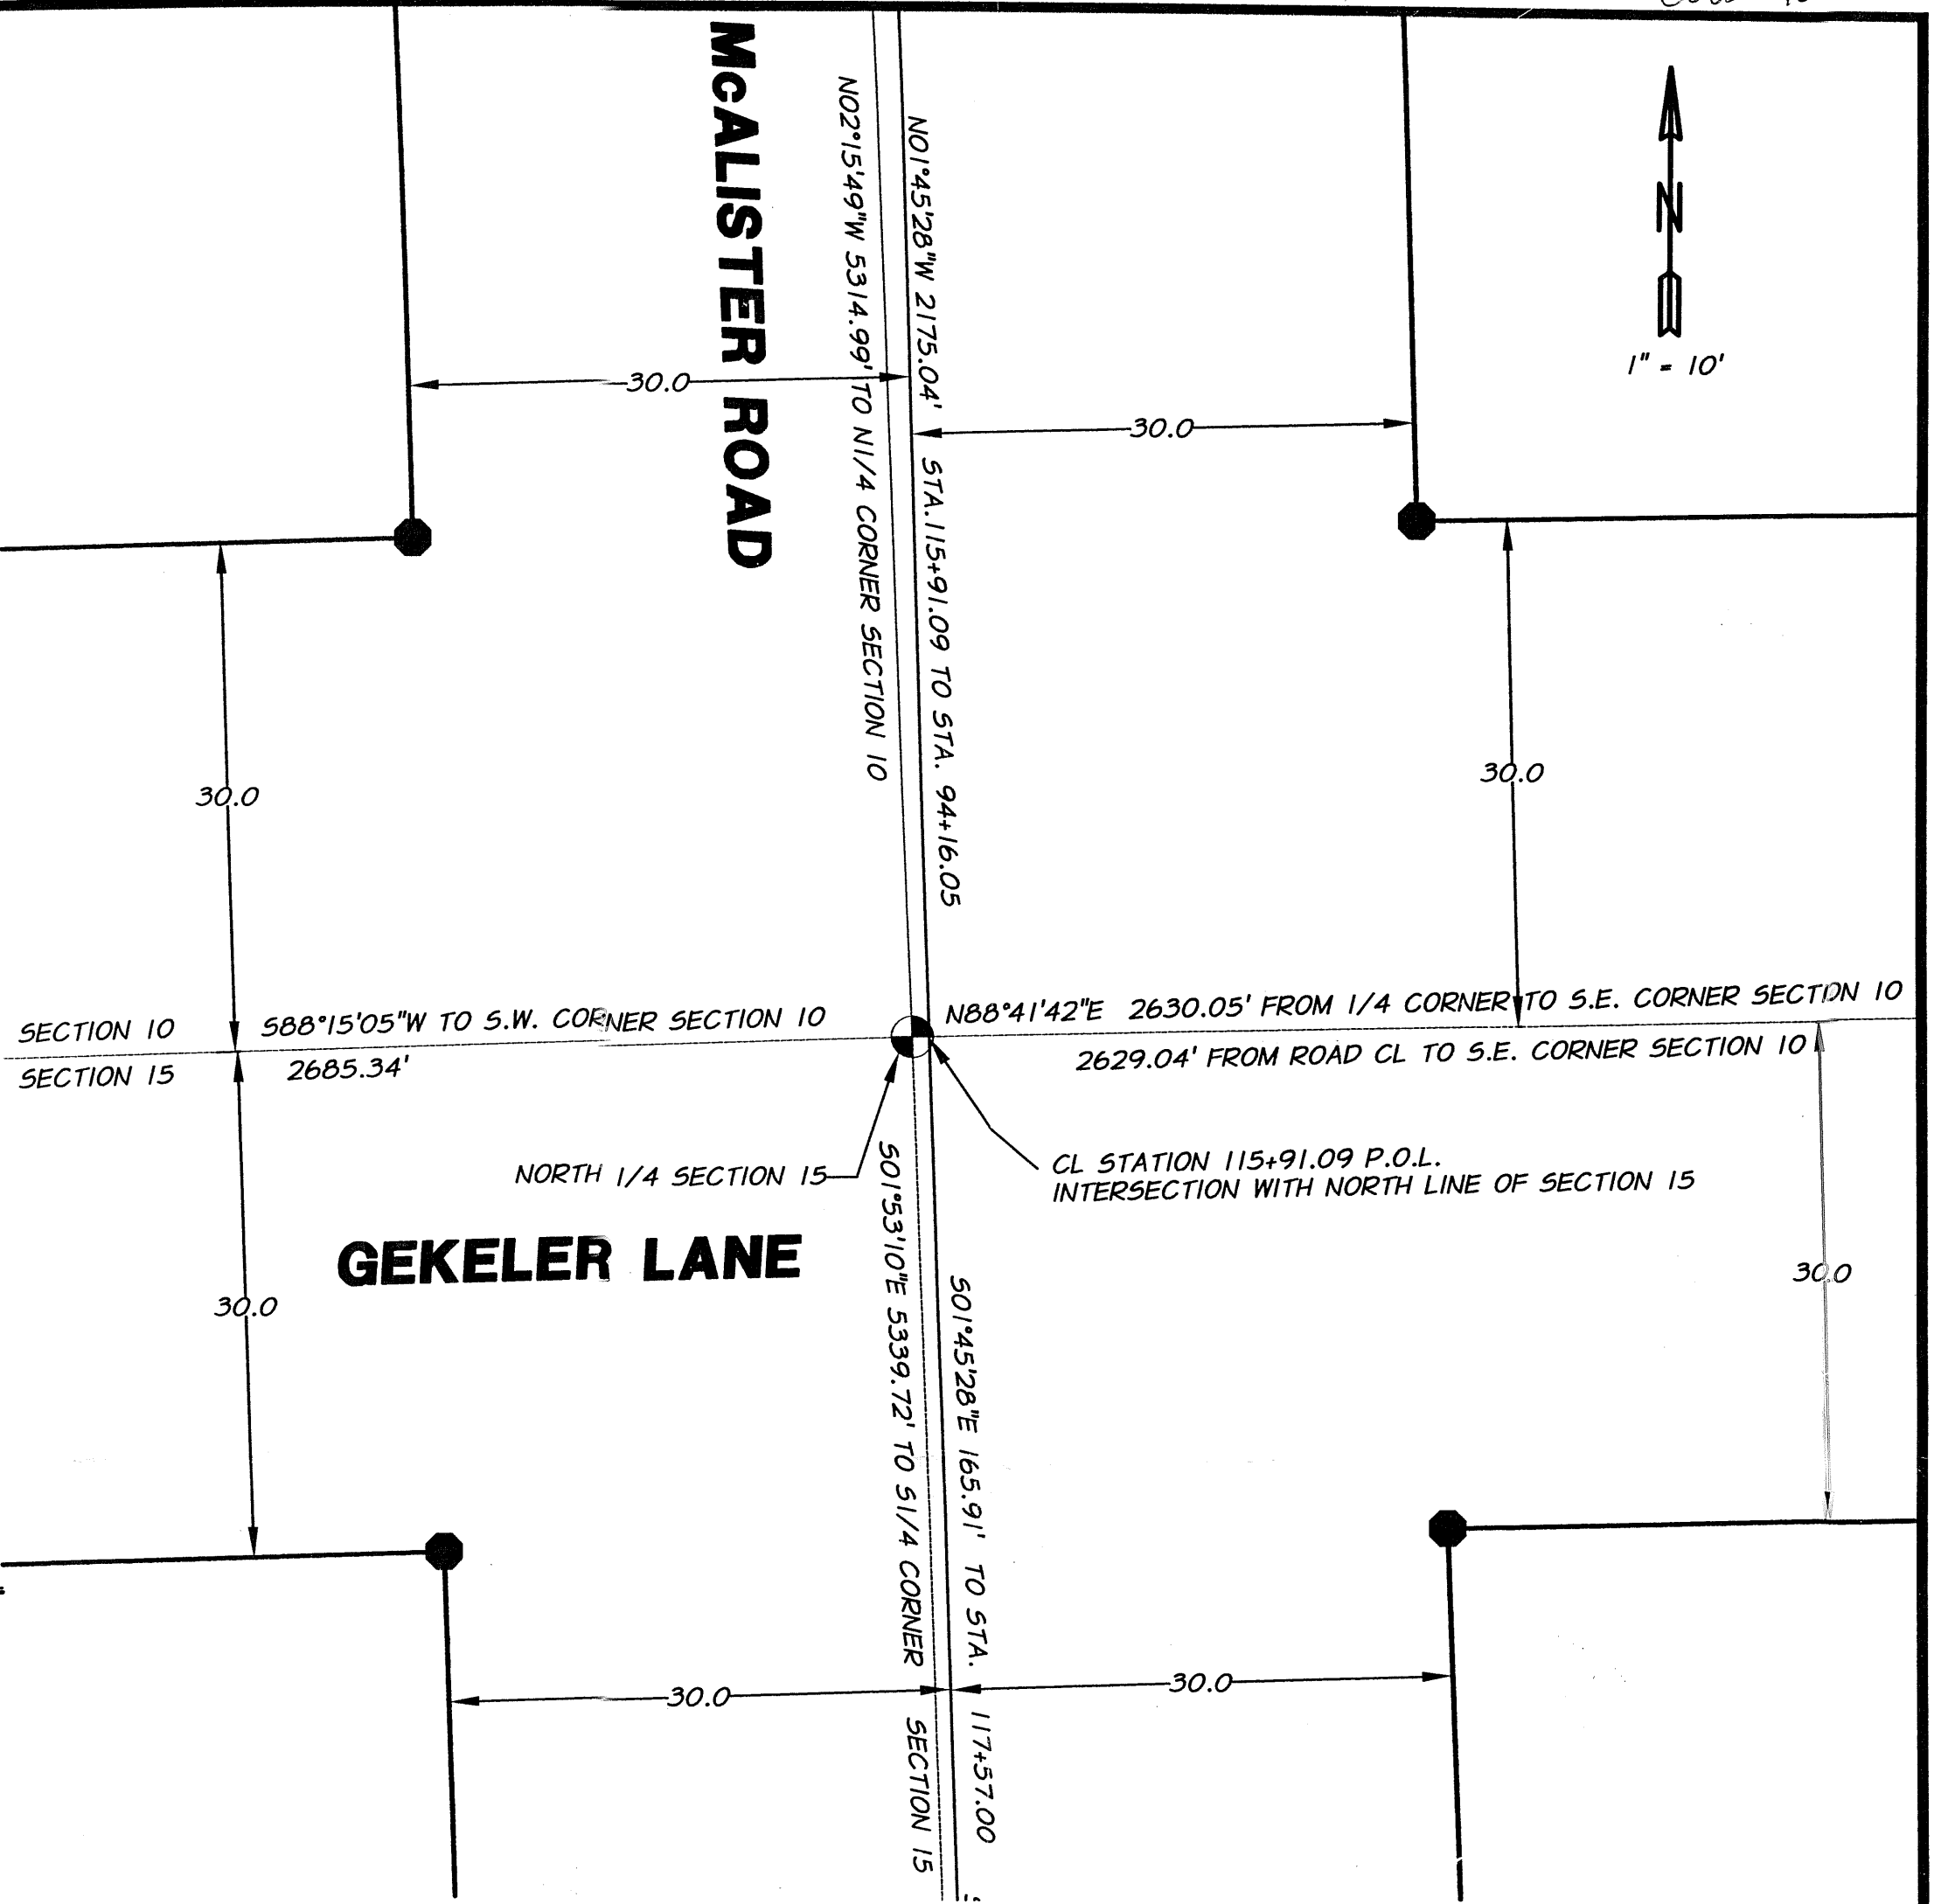 McALISTER ROAD
N02°15'49"W 5314.99' TO N1/4 CORNER SECTION 10
N01°45'28"W 2175.04' STA.115+91.09 TO STA. 94+16.05
N
1" = 10'
30.0
30.0
30.0
30.0
SECTION 10
S88°15'05"W TO S.W. CORNER SECTION 10
N88°41'42"E 2630.05' FROM 1/4 CORNER TO S.E. CORNER SECTION 10
SECTION 15
2685.34'
2629.04' FROM ROAD CL TO S.E. CORNER SECTION 10
NORTH 1/4 SECTION 15
CL STATION 115+91.09 P.O.L.
INTERSECTION WITH NORTH LINE OF SECTION 15
GEKELER LANE
S01°53'10"E 5339.72' TO S1/4 CORNER SECTION 15
S01°45'28"E 165.91' TO STA. 117+57.00
30.0
30.0
30.0
30.0